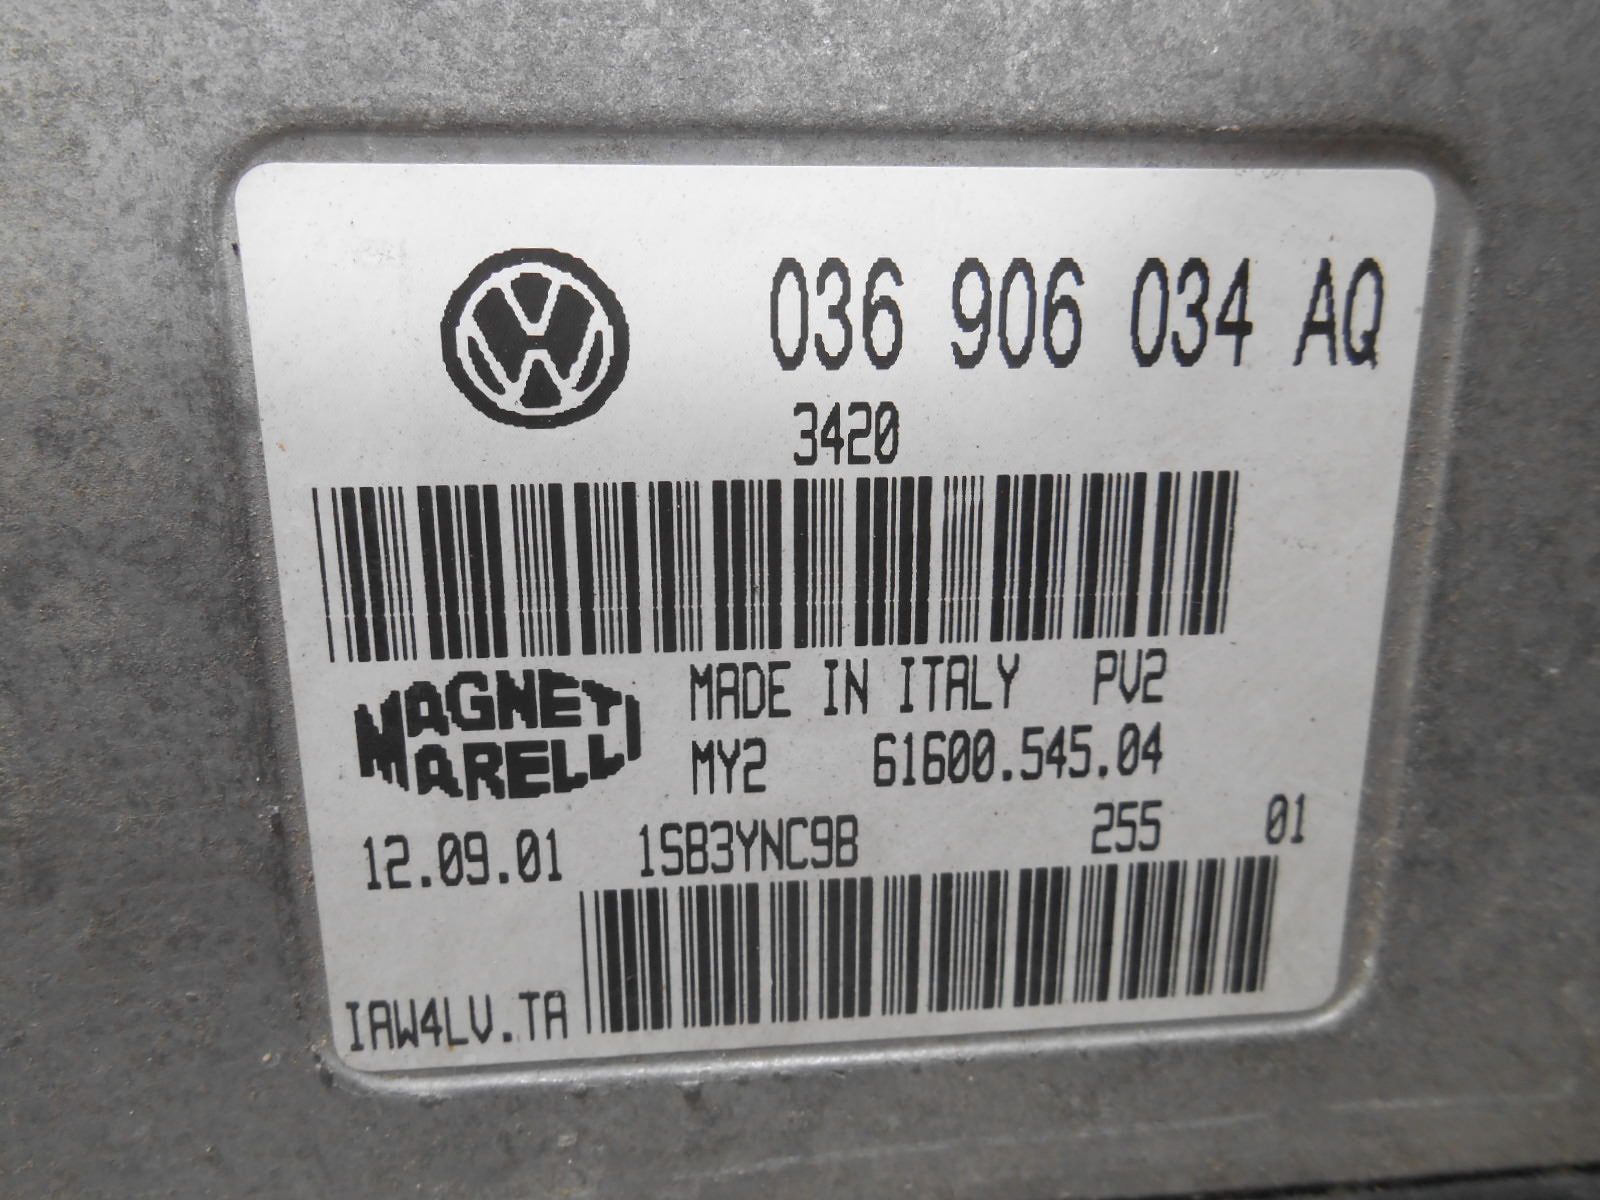 036 906 034 AQ
3420
MAGNETI MARELLI
MADE IN ITALY PV2
MY2 61600.545.04
12.09.01 1SB3YNC9B 255 01
IAW4LV.TA